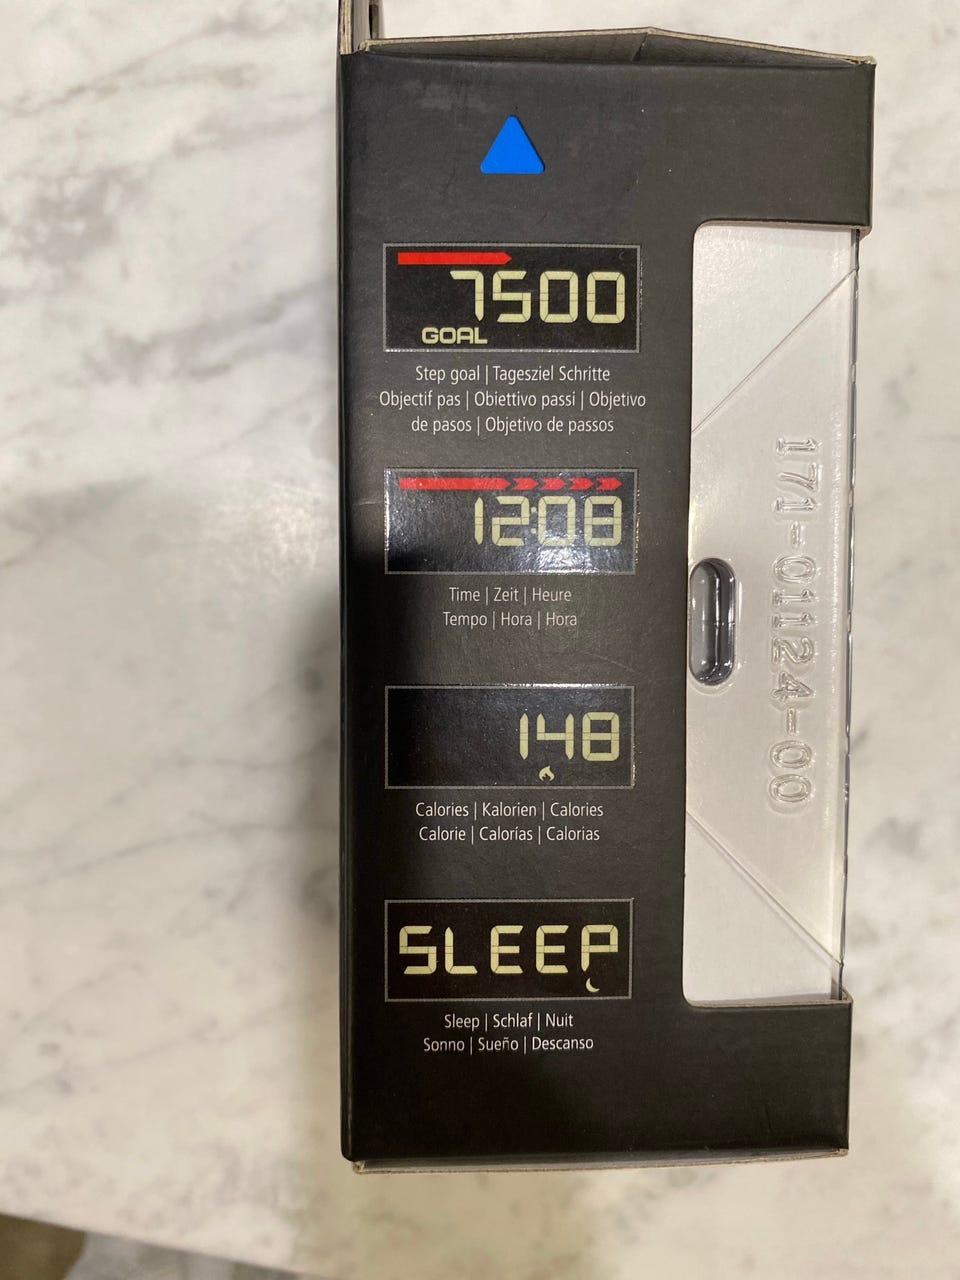 7500
GOAL
Step goal | Tagesziel Schritte
Objectif pas | Obiettivo passi | Objetivo
de pasos | Objetivo de passos
12:08
Time | Zeit | Heure
Tempo | Hora | Hora
148
Calories | Kalorien | Calories
Calorie | Calorías | Calorias
SLEEP
Sleep | Schlaf | Nuit
Sonno | Sueño | Descanso
171-01124-00